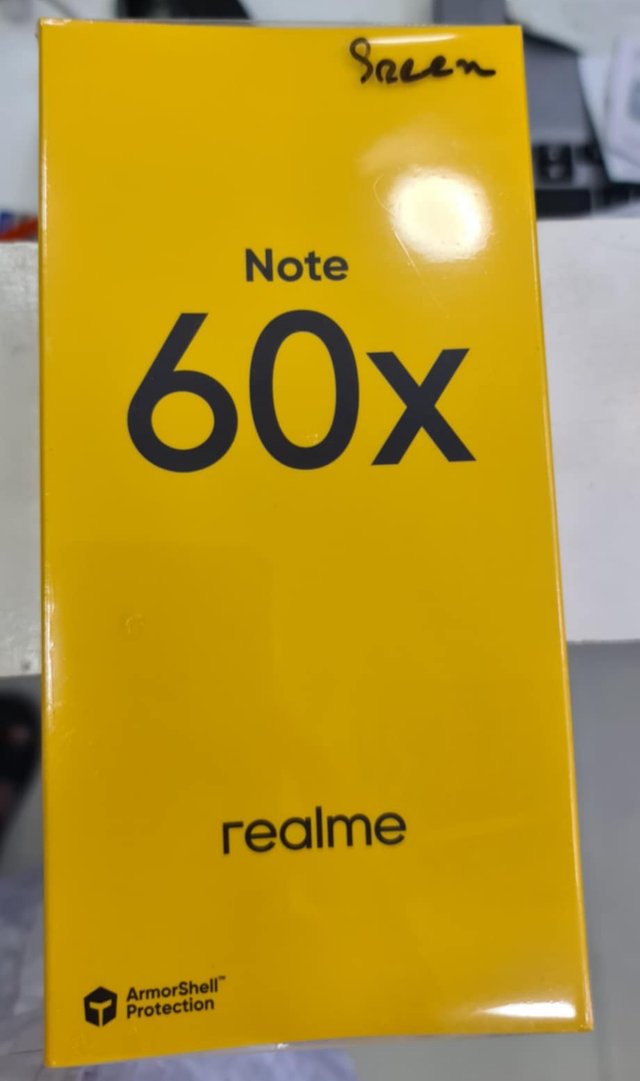 Green
Note
60x
realme
ArmorShell™
Protection